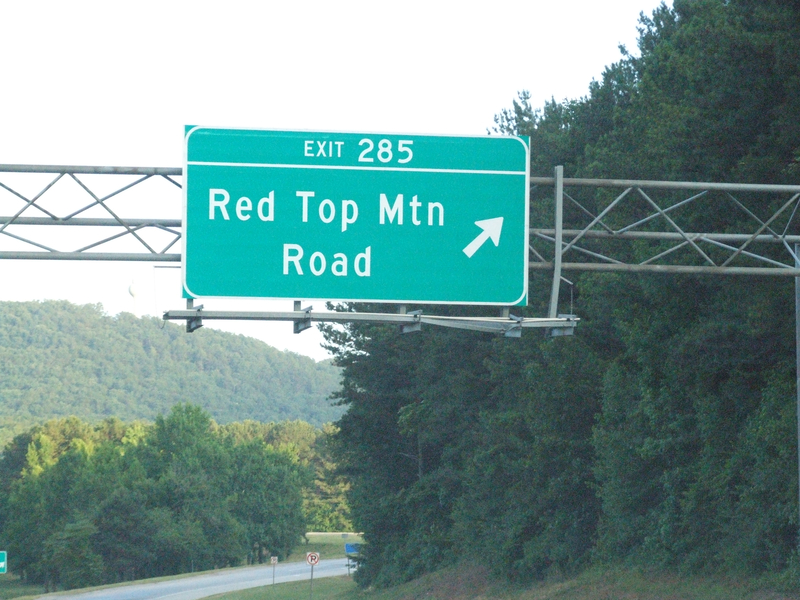 EXIT 285
Red Top Mtn
Road